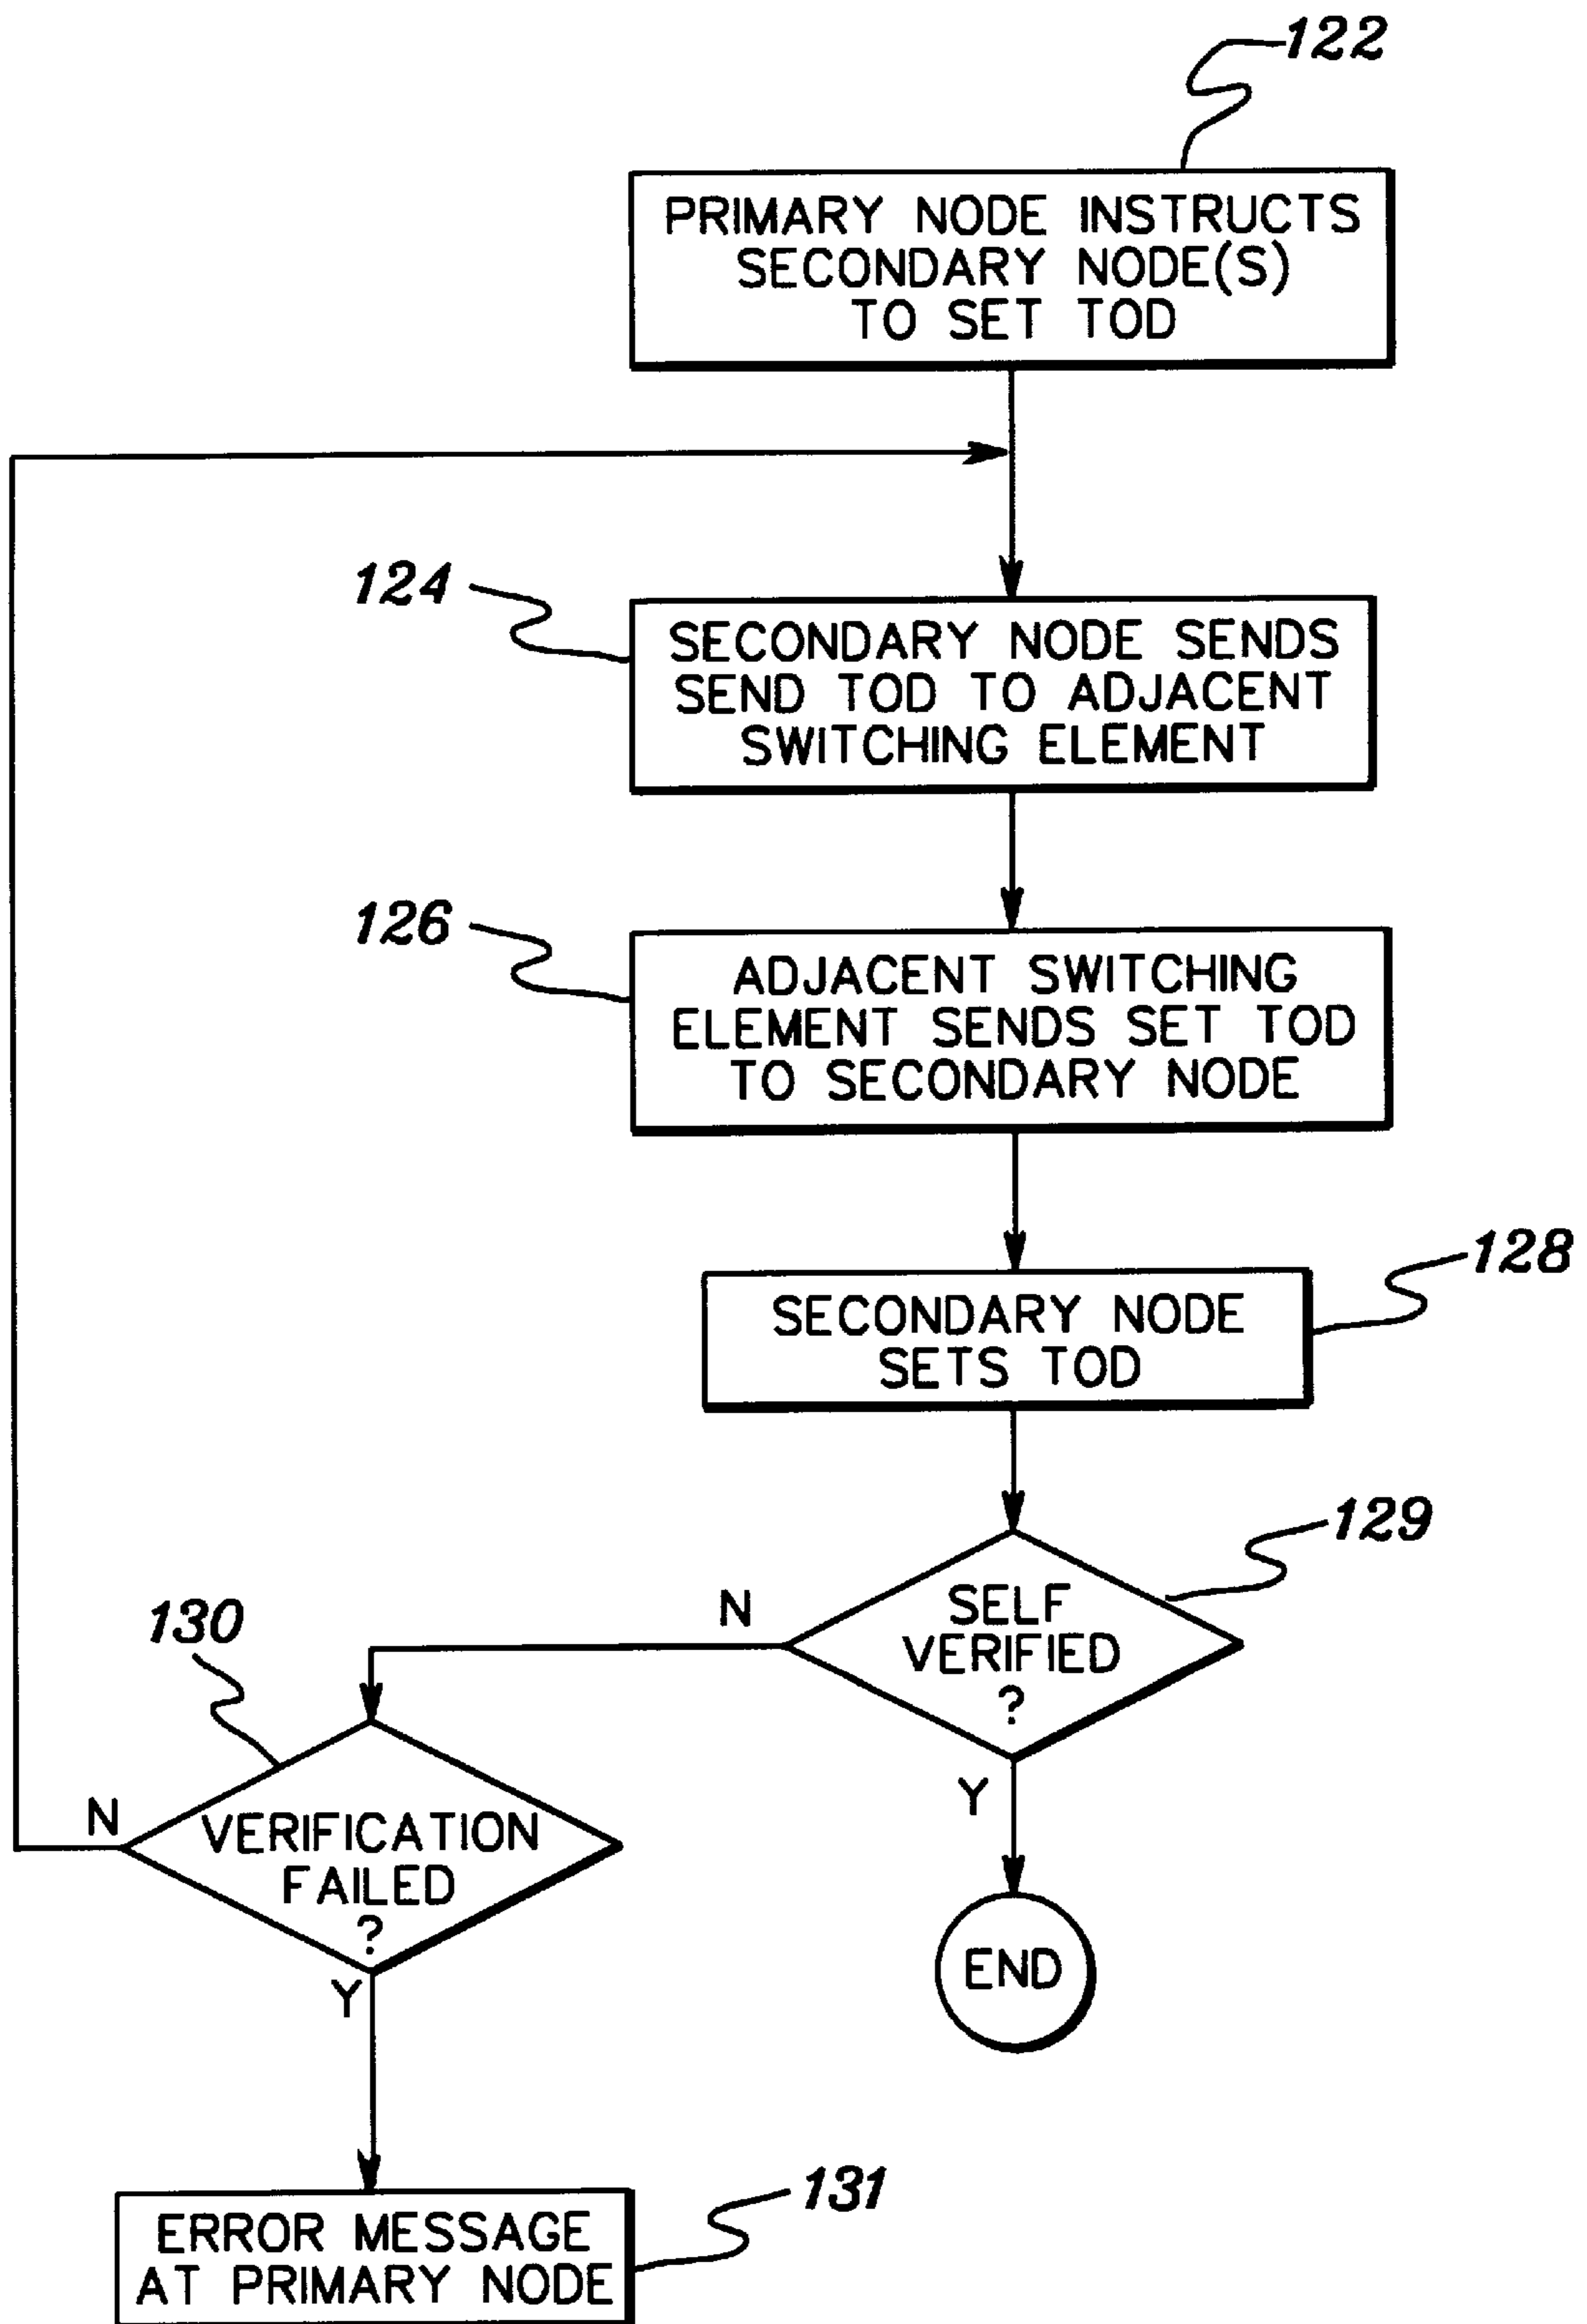 122
PRIMARY NODE INSTRUCTS
SECONDARY NODE(S)
TO SET TOD
124
SECONDARY NODE SENDS
SEND TOD TO ADJACENT
SWITCHING ELEMENT
126
ADJACENT SWITCHING
ELEMENT SENDS SET TOD
TO SECONDARY NODE
128
SECONDARY NODE
SETS TOD
129
SELF
VERIFIED
?
N
Y
130
VERIFICATION
FAILED
?
N
Y
END
131
ERROR MESSAGE
AT PRIMARY NODE